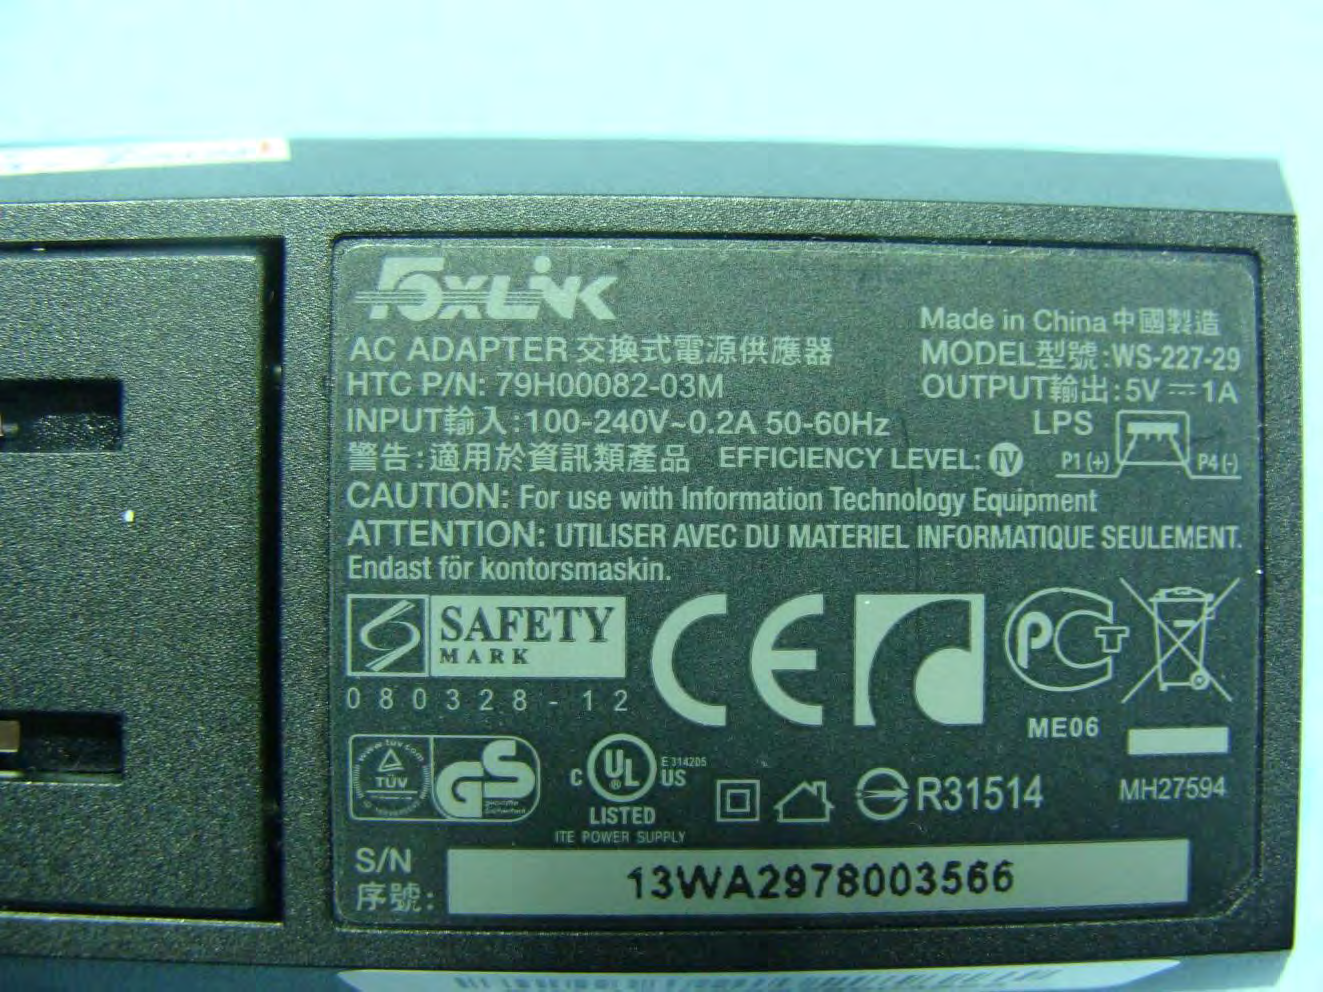 FOXLINK
Made in China 中國製造
AC ADAPTER 交換式電源供應器
MODEL型號:WS-227-29
HTC P/N: 79H00082-03M
OUTPUT輸出:5V⎓1A
INPUT輸入:100-240V~0.2A 50-60Hz
LPS
警告:適用於資訊類產品 EFFICIENCY LEVEL: IV
P1 (+) P4 (-)
CAUTION: For use with Information Technology Equipment
ATTENTION: UTILISER AVEC DU MATERIEL INFORMATIQUE SEULEMENT.
Endast för kontorsmaskin.
SAFETY
MARK
080328-12
CE
PCT
ME06
www.tuv.com
TÜV
GS
geprüfte
Sicherheit
C UL US
E314205
LISTED
ITE POWER SUPPLY
R31514
MH27594
S/N
序號:
13WA2978003566